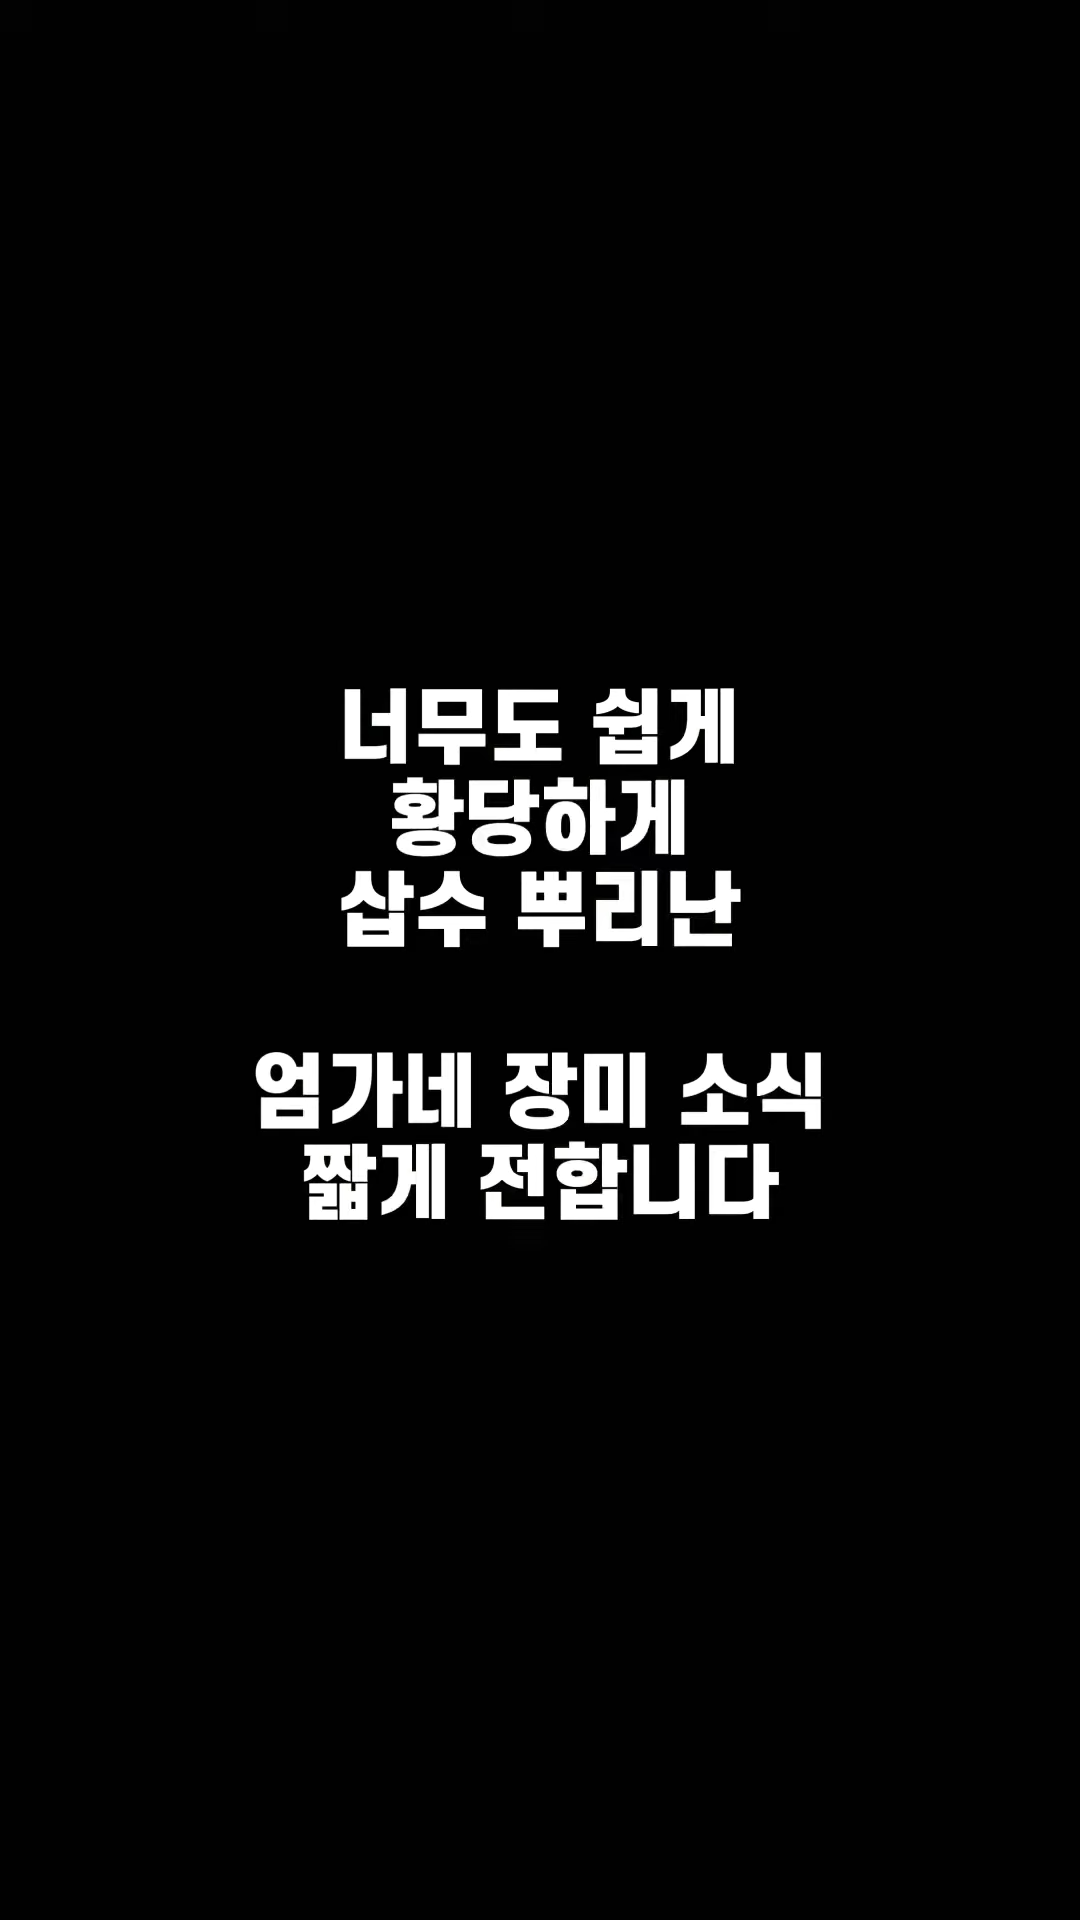 너무도 쉽게
황당하게
삽수 뿌리난
엄가네 장미 소식
짧게 전합니다